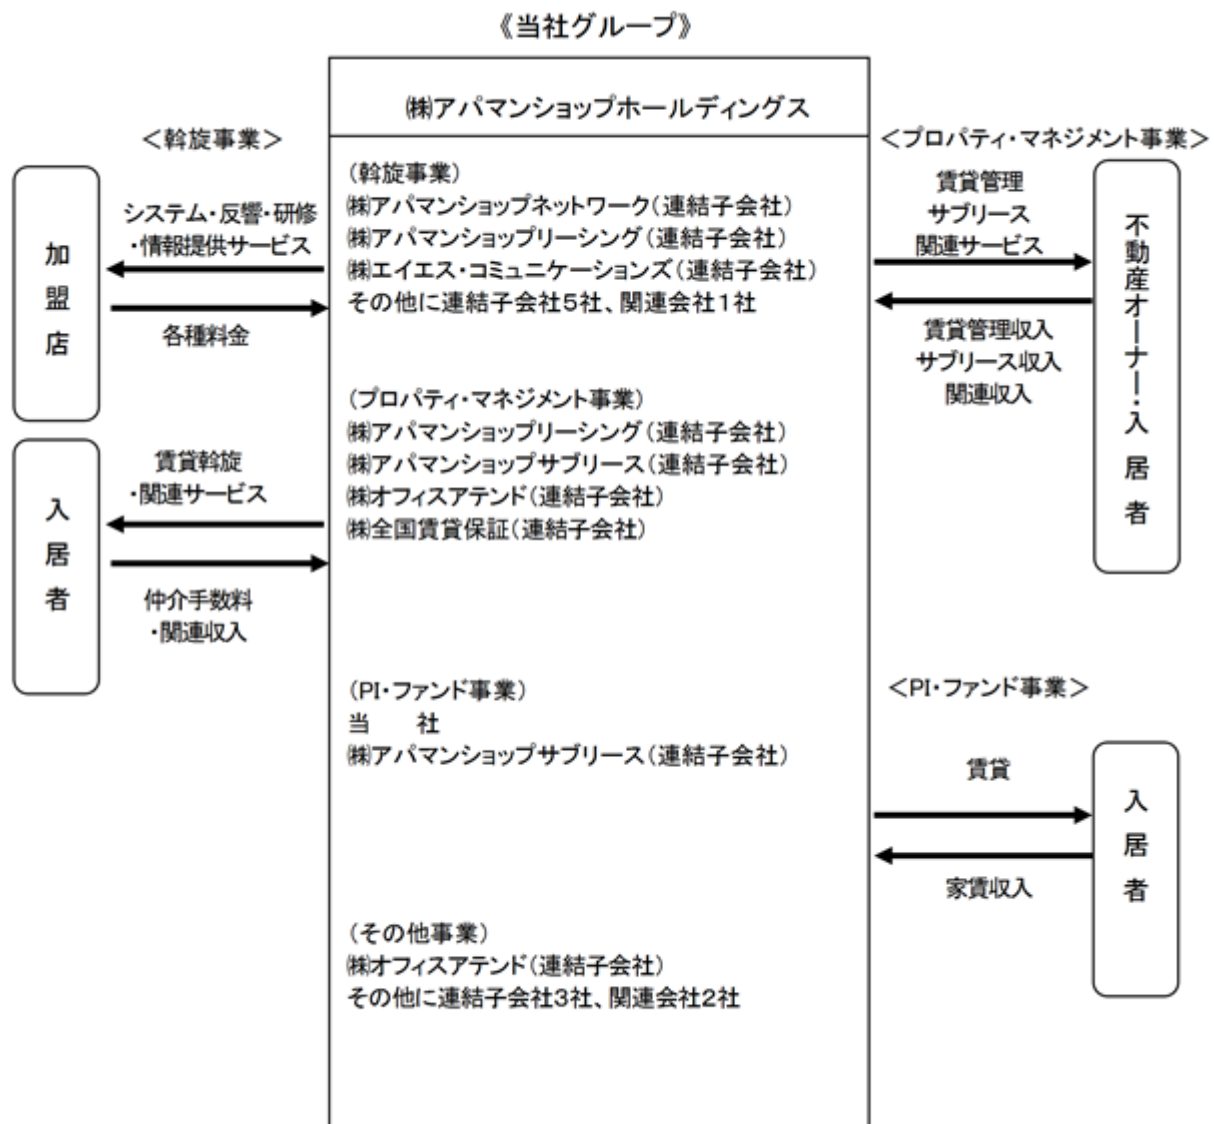 《当社グループ》
㈱アパマンショップホールディングス
＜斡旋事業＞
加盟店
システム・反響・研修
・情報提供サービス
各種料金
入居者
賃貸斡旋
・関連サービス
仲介手数料
・関連収入
（斡旋事業）
㈱アパマンショップネットワーク（連結子会社）
㈱アパマンショップリーシング（連結子会社）
㈱エイエス・コミュニケーションズ（連結子会社）
その他に連結子会社5社、関連会社1社
（プロパティ・マネジメント事業）
㈱アパマンショップリーシング（連結子会社）
㈱アパマンショップサブリース（連結子会社）
㈱オフィスアテンド（連結子会社）
㈱全国賃貸保証（連結子会社）
（PI・ファンド事業）
当　　社
㈱アパマンショップサブリース（連結子会社）
（その他事業）
㈱オフィスアテンド（連結子会社）
その他に連結子会社3社、関連会社2社
＜プロパティ・マネジメント事業＞
賃貸管理
サブリース
関連サービス
賃貸管理収入
サブリース収入
関連収入
不動産オーナー・入居者
＜PI・ファンド事業＞
賃貸
家賃収入
入居者